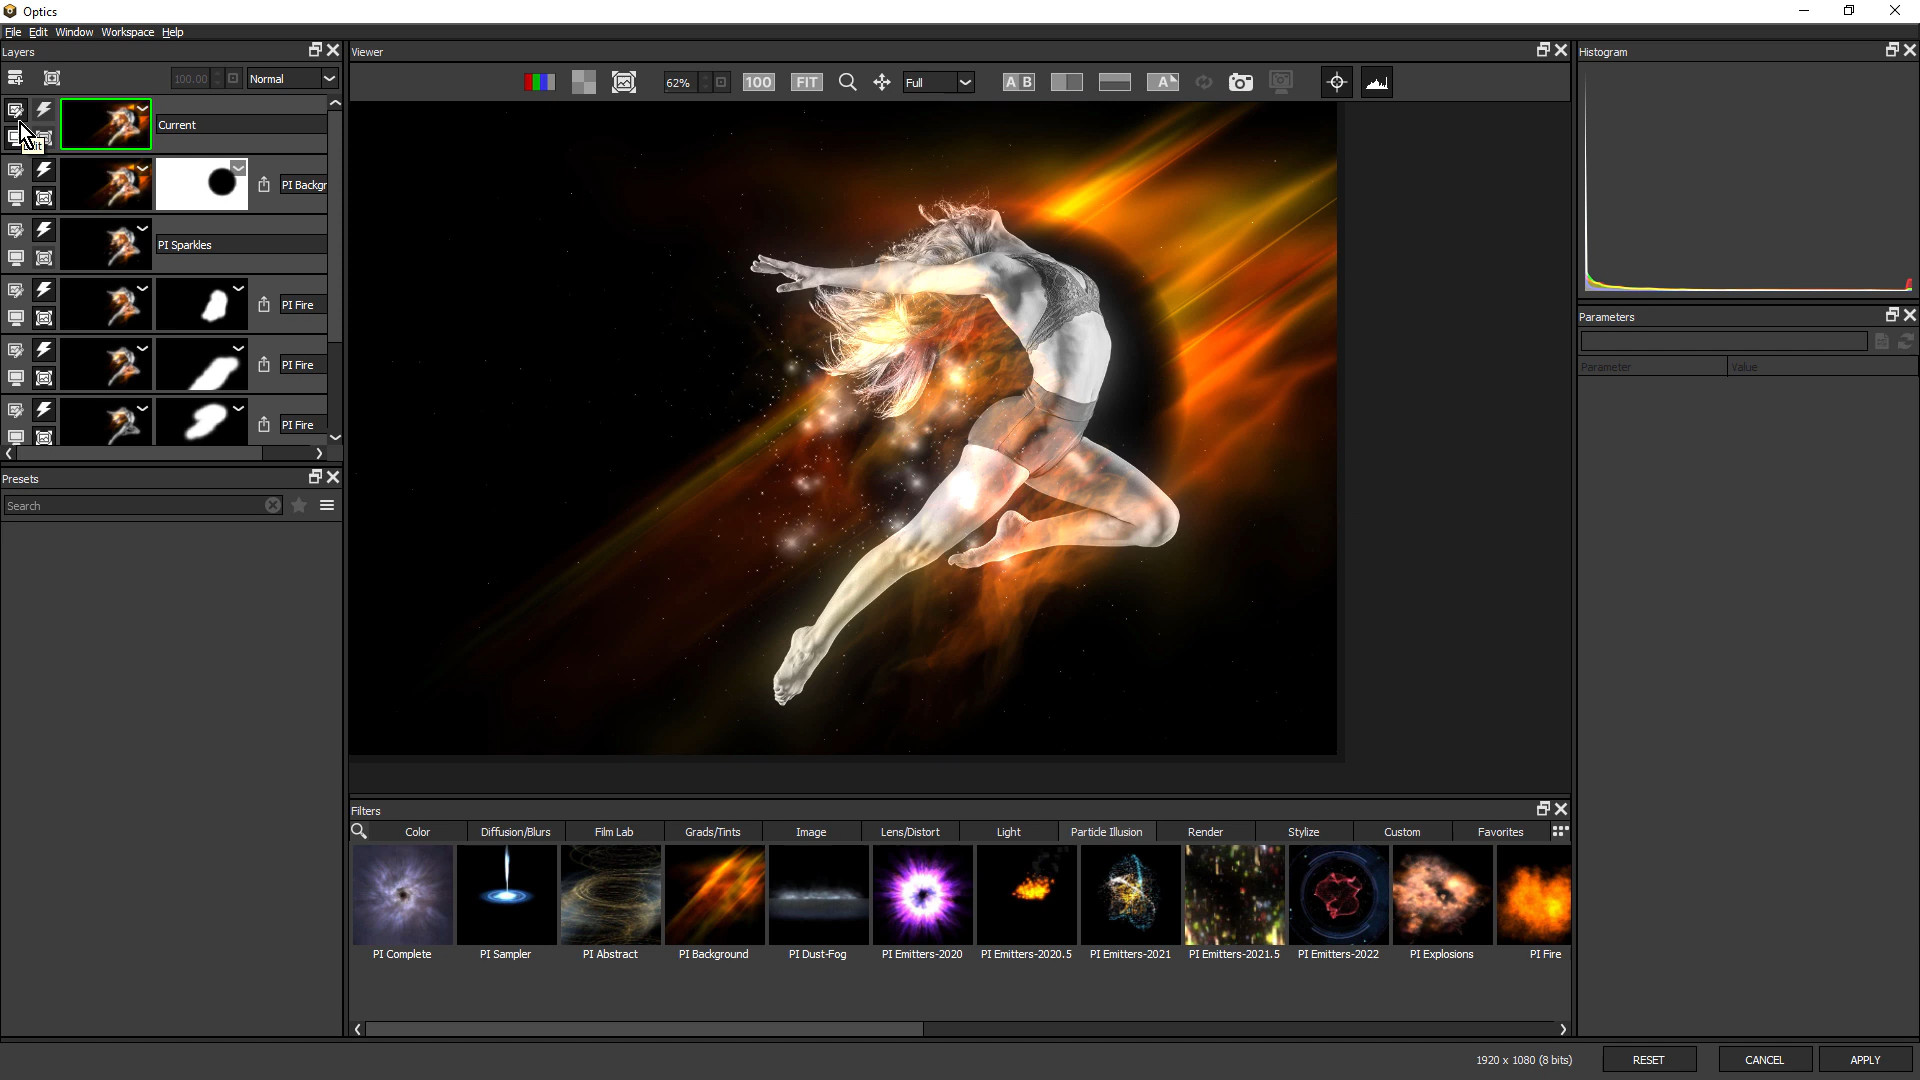 Optics
File Edit Window Workspace Help
Layers
100.00 Normal
Current
PI Backgr
PI Sparkles
PI Fire
PI Fire
PI Fire
Presets
Search
Viewer
62% 100 FIT Full A B A
Filters
Color Diffusion/Blurs Film Lab Grads/Tints Image Lens/Distort Light Particle Illusion Render Stylize Custom Favorites
PI Complete PI Sampler PI Abstract PI Background PI Dust-Fog PI Emitters-2020 PI Emitters-2020.5 PI Emitters-2021 PI Emitters-2021.5 PI Emitters-2022 PI Explosions PI Fire
Histogram
Parameters
Parameter Value
1920 x 1080 (8 bits) RESET CANCEL APPLY